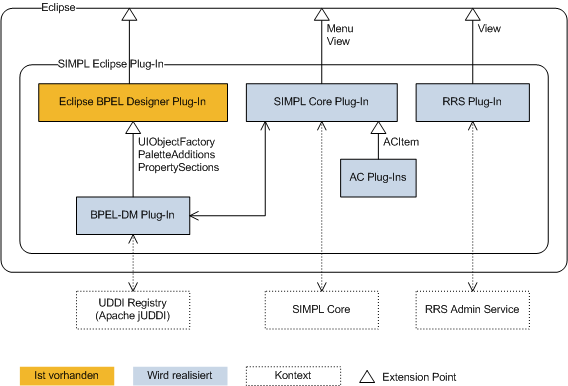 Eclipse
Menu
View
View
SIMPL Eclipse Plug-In
Eclipse BPEL Designer Plug-In
SIMPL Core Plug-In
RRS Plug-In
UIObjectFactory
PaletteAdditions
PropertySections
ACItem
AC Plug-Ins
BPEL-DM Plug-In
UDDI Registry
(Apache jUDDI)
SIMPL Core
RRS Admin Service
Ist vorhanden
Wird realisiert
Kontext
Extension Point